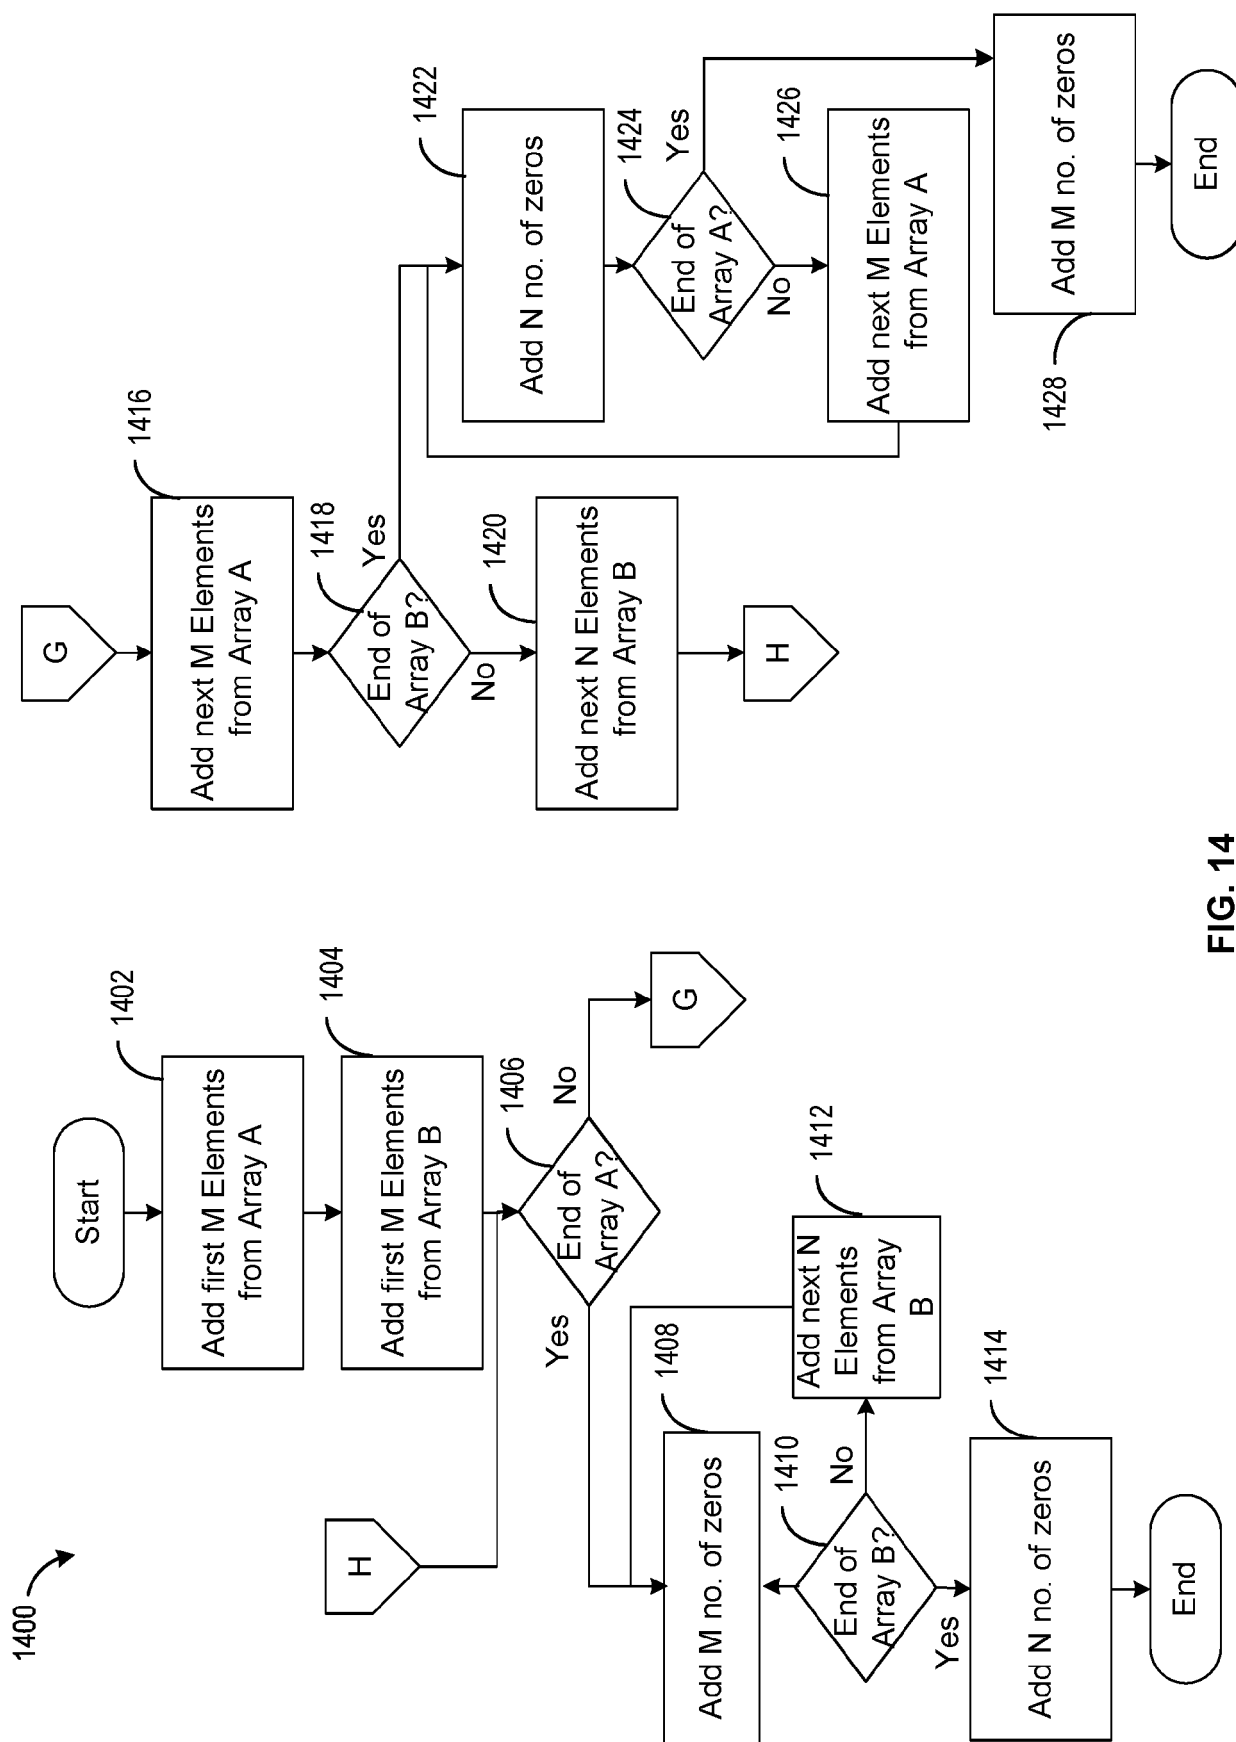 1400
Start
1402
Add first M Elements
from Array A
1404
Add first M Elements
from Array B
H
1406
End of
Array A?
Yes
No
G
1408
Add M no. of zeros
1410
End of
Array B?
No
Yes
1412
Add next N
Elements
from Array
B
1414
Add N no. of zeros
End
G
1416
Add next M Elements
from Array A
1418
End of
Array B?
Yes
No
1420
Add next N Elements
from Array B
H
1422
Add N no. of zeros
1424
End of
Array A?
Yes
No
1426
Add next M Elements
from Array A
1428
Add M no. of zeros
End
FIG. 14